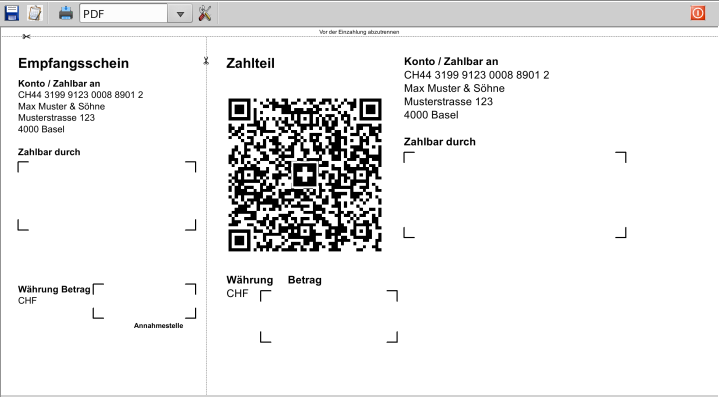 PDF
Vor der Einzahlung abzutrennen
Empfangsschein
Konto / Zahlbar an
CH44 3199 9123 0008 8901 2
Max Muster & Söhne
Musterstrasse 123
4000 Basel
Zahlbar durch
Währung Betrag
CHF
Annahmestelle
Zahlteil
Währung Betrag
CHF
Konto / Zahlbar an
CH44 3199 9123 0008 8901 2
Max Muster & Söhne
Musterstrasse 123
4000 Basel
Zahlbar durch